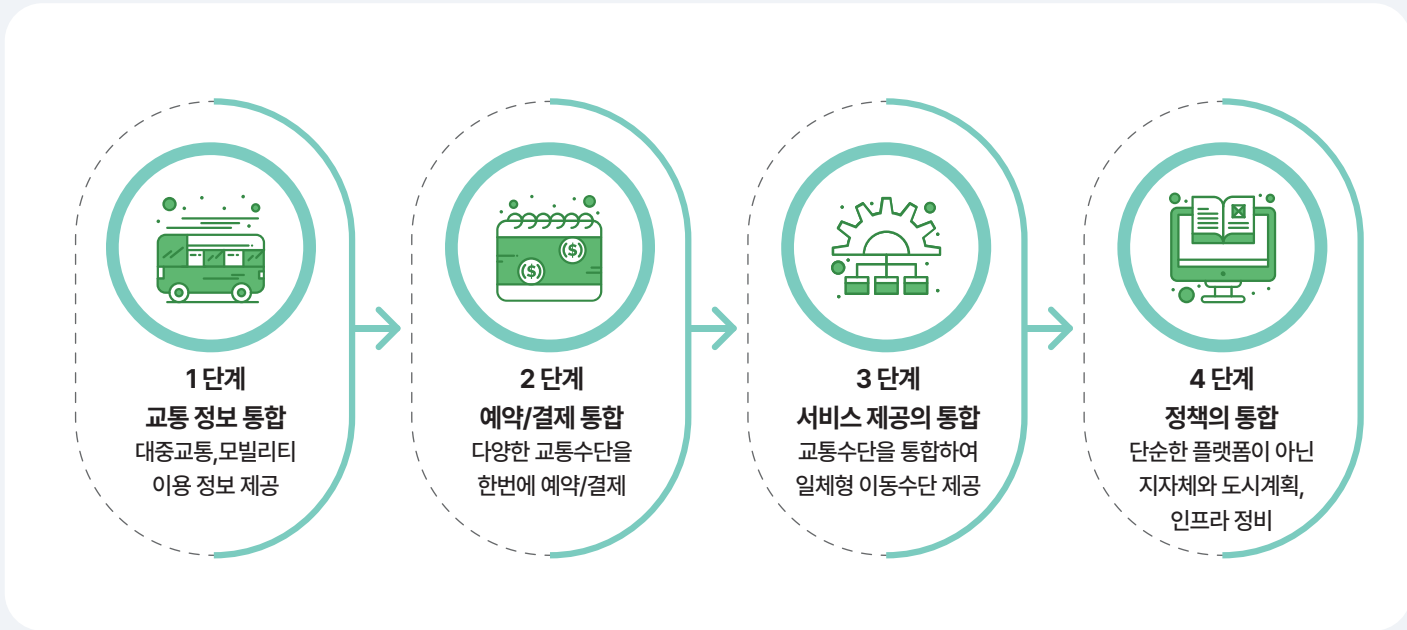 ($)
($)
1 단계
교통 정보 통합
대중교통,모빌리티
이용 정보 제공
2 단계
예약/결제 통합
다양한 교통수단을
한번에 예약/결제
3 단계
서비스 제공의 통합
교통수단을 통합하여
일체형 이동수단 제공
4 단계
정책의 통합
단순한 플랫폼이 아닌
지자체와 도시계획,
인프라 정비